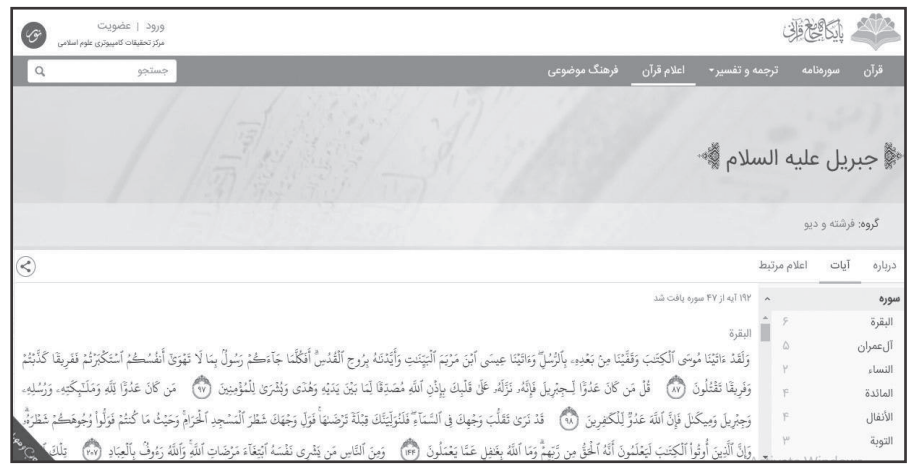 پایگاه جامع قرآنی
ورود | عضویت
مرکز تحقیقات کامپیوتری علوم اسلامی
نور
قرآن سوره‌نامه ترجمه و تفسیر اعلام قرآن فرهنگ موضوعی جستجو
جبریل علیه السلام
گروه: فرشته و دیو
درباره آیات اعلام مرتبط
سوره
البقرة ۶
آل‌عمران ۵
النساء ۲
المائدة ۴
الأنفال ۴
التوبة ۳
۱۹۲ آیه از ۴۷ سوره یافت شد
البقرة
وَلَقَدْ ءَاتَيْنَا مُوسَى ٱلْكِتَٰبَ وَقَفَّيْنَا مِنۢ بَعْدِهِۦ بِٱلرُّسُلِ وَءَاتَيْنَا عِيسَى ٱبْنَ مَرْيَمَ ٱلْبَيِّنَٰتِ وَأَيَّدْنَٰهُ بِرُوحِ ٱلْقُدُسِ أَفَكُلَّمَا جَآءَكُمْ رَسُولٌۢ بِمَا لَا تَهْوَىٰٓ أَنفُسُكُمُ ٱسْتَكْبَرْتُمْ فَفَرِيقًا كَذَّبْتُمْ
وَفَرِيقًا تَقْتُلُونَ ﴿۸۷﴾ قُلْ مَن كَانَ عَدُوًّا لِّجِبْرِيلَ فَإِنَّهُۥ نَزَّلَهُۥ عَلَىٰ قَلْبِكَ بِإِذْنِ ٱللَّهِ مُصَدِّقًا لِّمَا بَيْنَ يَدَيْهِ وَهُدًى وَبُشْرَىٰ لِلْمُؤْمِنِينَ ﴿۹۷﴾ مَن كَانَ عَدُوًّا لِّلَّهِ وَمَلَٰٓئِكَتِهِۦ وَرُسُلِهِۦ
وَجِبْرِيلَ وَمِيكَىٰلَ فَإِنَّ ٱللَّهَ عَدُوٌّ لِّلْكَٰفِرِينَ ﴿۹۸﴾ قَدْ نَرَىٰ تَقَلُّبَ وَجْهِكَ فِى ٱلسَّمَآءِ فَلَنُوَلِّيَنَّكَ قِبْلَةً تَرْضَىٰهَا فَوَلِّ وَجْهَكَ شَطْرَ ٱلْمَسْجِدِ ٱلْحَرَامِ وَحَيْثُ مَا كُنتُمْ فَوَلُّوا۟ وُجُوهَكُمْ شَطْرَهُۥ
وَإِنَّ ٱلَّذِينَ أُوتُوا۟ ٱلْكِتَٰبَ لَيَعْلَمُونَ أَنَّهُ ٱلْحَقُّ مِن رَّبِّهِمْ وَمَا ٱللَّهُ بِغَٰفِلٍ عَمَّا يَعْمَلُونَ ﴿۱۴۴﴾ وَمِنَ ٱلنَّاسِ مَن يَشْرِى نَفْسَهُ ٱبْتِغَآءَ مَرْضَاتِ ٱللَّهِ وَٱللَّهُ رَءُوفٌۢ بِٱلْعِبَادِ ﴿۲۰۷﴾ تِلْكَ